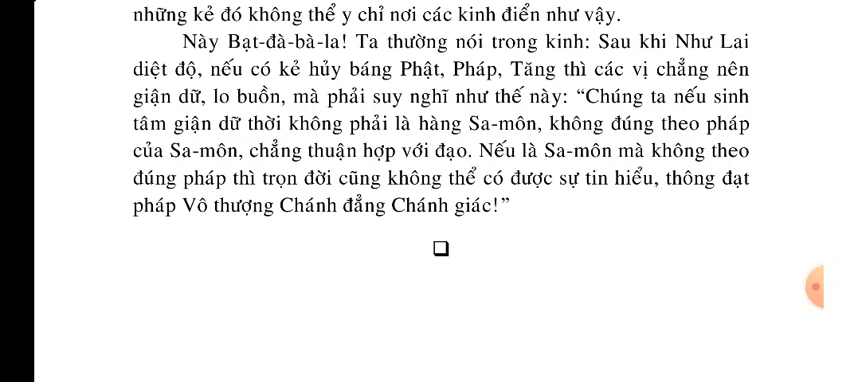 những kẻ đó không thể y chỉ nơi các kinh điển như vậy.
Này Bạt-đà-bà-la! Ta thường nói trong kinh: Sau khi Như Lai
diệt độ, nếu có kẻ hủy báng Phật, Pháp, Tăng thì các vị chẳng nên
giận dữ, lo buồn, mà phải suy nghĩ như thế này: “Chúng ta nếu sinh
tâm giận dữ thời không phải là hàng Sa-môn, không đúng theo pháp
của Sa-môn, chẳng thuận hợp với đạo. Nếu là Sa-môn mà không theo
đúng pháp thì trọn đời cũng không thể có được sự tin hiểu, thông đạt
pháp Vô thượng Chánh đẳng Chánh giác!”